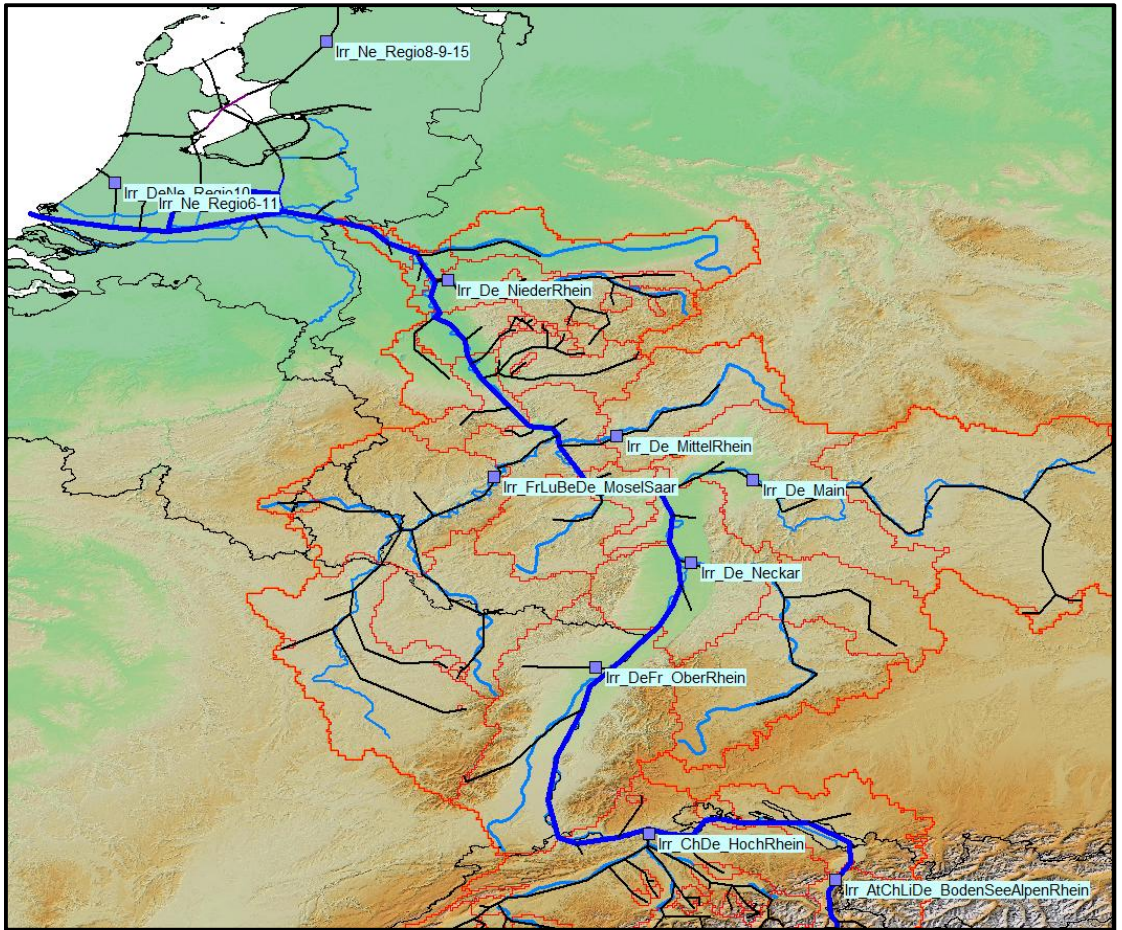 Irr_Ne_Regio8-9-15
Irr_DeNe_Regio10
Irr_Ne_Regio6-11
Irr_De_NiederRhein
Irr_De_MittelRhein
Irr_FrLuBeDe_MoselSaar
Irr_De_Main
Irr_De_Neckar
Irr_DeFr_OberRhein
Irr_ChDe_HochRhein
Irr_AtChLiDe_BodenSeeAlpenRhein